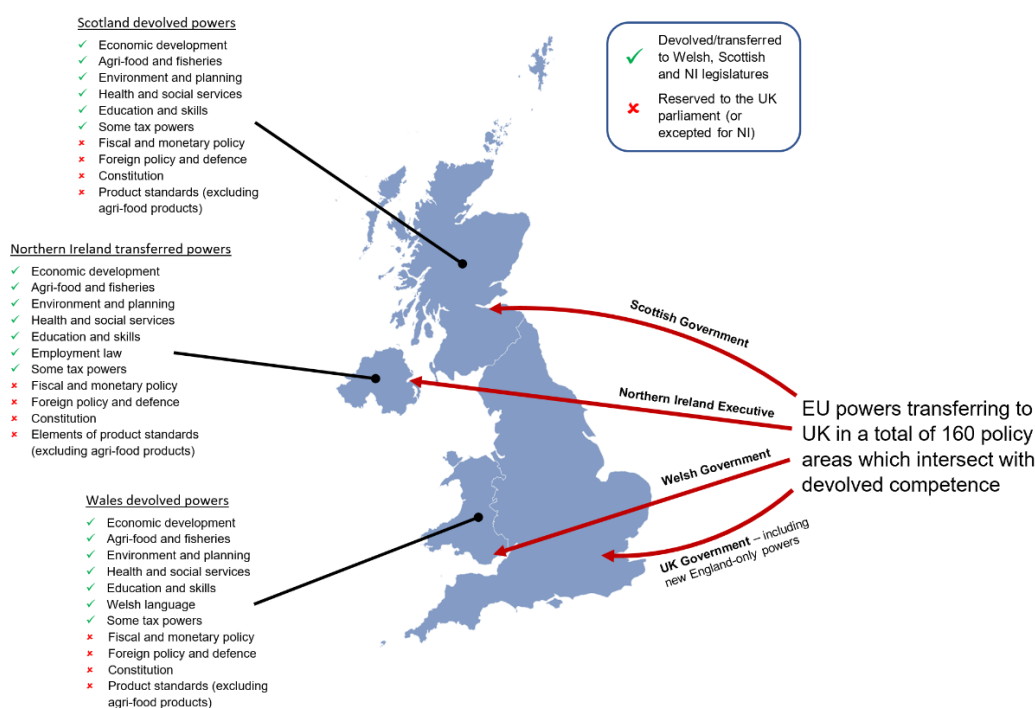 Scotland devolved powers
✓ Economic development
✓ Agri-food and fisheries
✓ Environment and planning
✓ Health and social services
✓ Education and skills
✓ Some tax powers
✘ Fiscal and monetary policy
✘ Foreign policy and defence
✘ Constitution
✘ Product standards (excluding
agri-food products)
✓ Devolved/transferred
to Welsh, Scottish
and NI legislatures
✘ Reserved to the UK
parliament (or
excepted for NI)
Northern Ireland transferred powers
✓ Economic development
✓ Agri-food and fisheries
✓ Environment and planning
✓ Health and social services
✓ Education and skills
✓ Employment law
✓ Some tax powers
✘ Fiscal and monetary policy
✘ Foreign policy and defence
✘ Constitution
✘ Elements of product standards
(excluding agri-food products)
Scottish Government
Northern Ireland Executive
Welsh Government
UK Government – including
new England-only powers
EU powers transferring to
UK in a total of 160 policy
areas which intersect with
devolved competence
Wales devolved powers
✓ Economic development
✓ Agri-food and fisheries
✓ Environment and planning
✓ Health and social services
✓ Education and skills
✓ Welsh language
✓ Some tax powers
✘ Fiscal and monetary policy
✘ Foreign policy and defence
✘ Constitution
✘ Product standards (excluding
agri-food products)